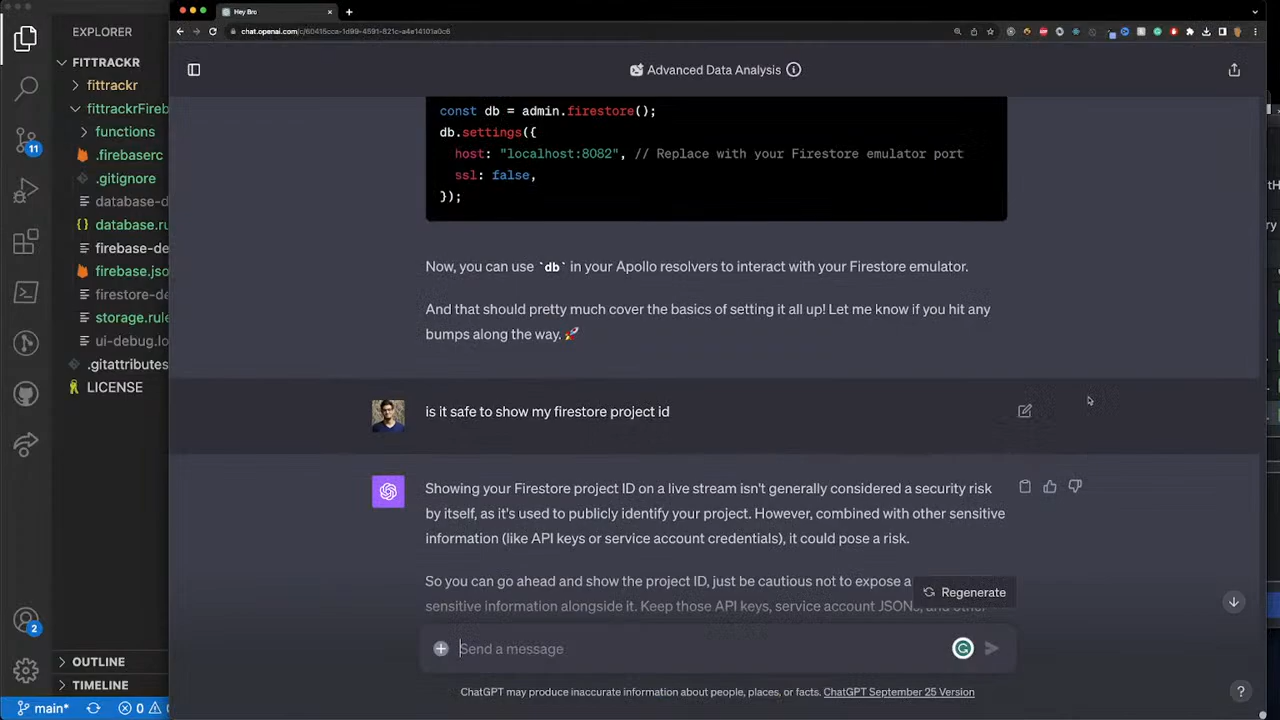 EXPLORER
FITTRACKR
fittrackr
fittrackrFireb
functions
.firebaserc
.gitignore
database-d
database.ru
firebase-de
firebase.jso
firestore-de
storage.rule
ui-debug.lo
.gitattributes
LICENSE
OUTLINE
TIMELINE
main*
0
11
2
Hey Bro
chat.openai.com/c/60415cca-1d99-4591-821c-a4e14101a0c6
Advanced Data Analysis
const db = admin.firestore();
db.settings({
host: "localhost:8082", // Replace with your Firestore emulator port
ssl: false,
});
Now, you can use `db` in your Apollo resolvers to interact with your Firestore emulator.
And that should pretty much cover the basics of setting it all up! Let me know if you hit any
bumps along the way. 🚀
is it safe to show my firestore project id
Showing your Firestore project ID on a live stream isn't generally considered a security risk
by itself, as it's used to publicly identify your project. However, combined with other sensitive
information (like API keys or service account credentials), it could pose a risk.
So you can go ahead and show the project ID, just be cautious not to expose a
sensitive information alongside it. Keep those API keys, service account JSONs, and other
Regenerate
Send a message
ChatGPT may produce inaccurate information about people, places, or facts. ChatGPT September 25 Version
?